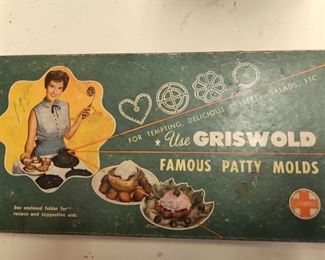 FOR TEMPTING, DELICIOUS DESSERTS, SALADS, ETC
★ Use GRISWOLD
FAMOUS PATTY MOLDS
See enclosed folder for
recipes and suggestive aids